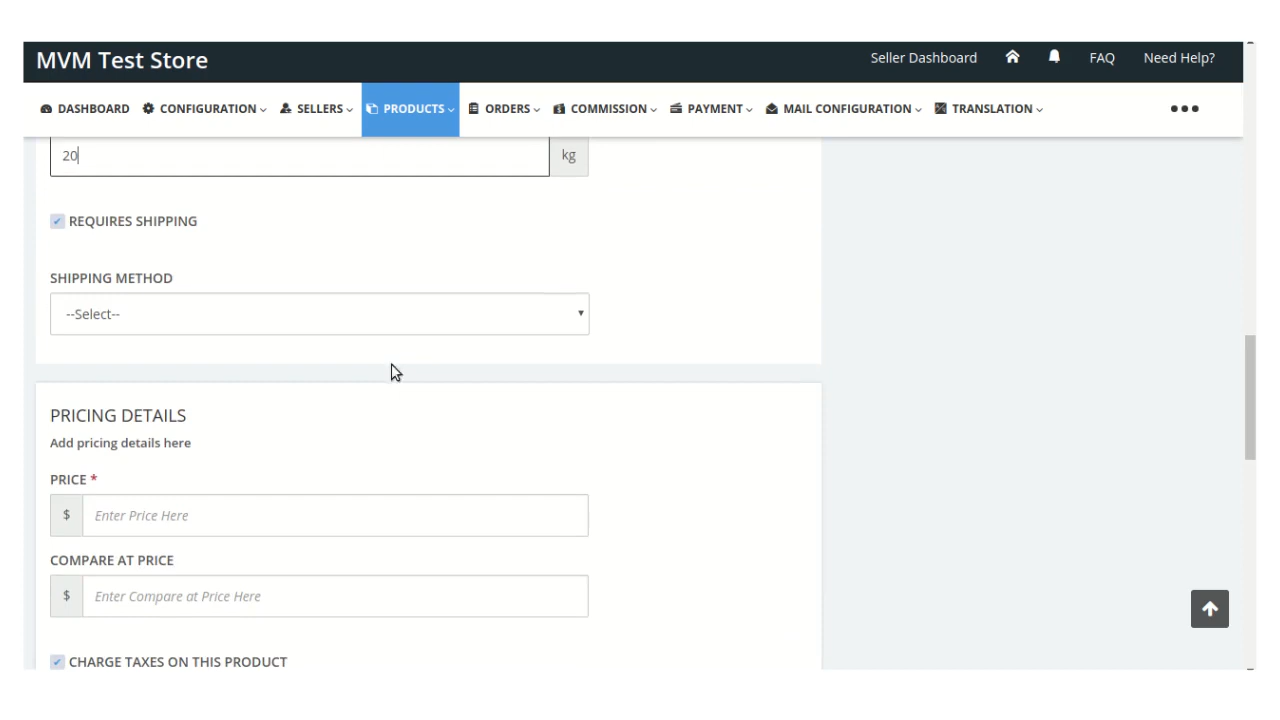 MVM Test Store
Seller Dashboard
FAQ
Need Help?
DASHBOARD
CONFIGURATION
SELLERS
PRODUCTS
ORDERS
COMMISSION
PAYMENT
MAIL CONFIGURATION
TRANSLATION
20
kg
REQUIRES SHIPPING
SHIPPING METHOD
--Select--
PRICING DETAILS
Add pricing details here
PRICE *
$
Enter Price Here
COMPARE AT PRICE
$
Enter Compare at Price Here
CHARGE TAXES ON THIS PRODUCT